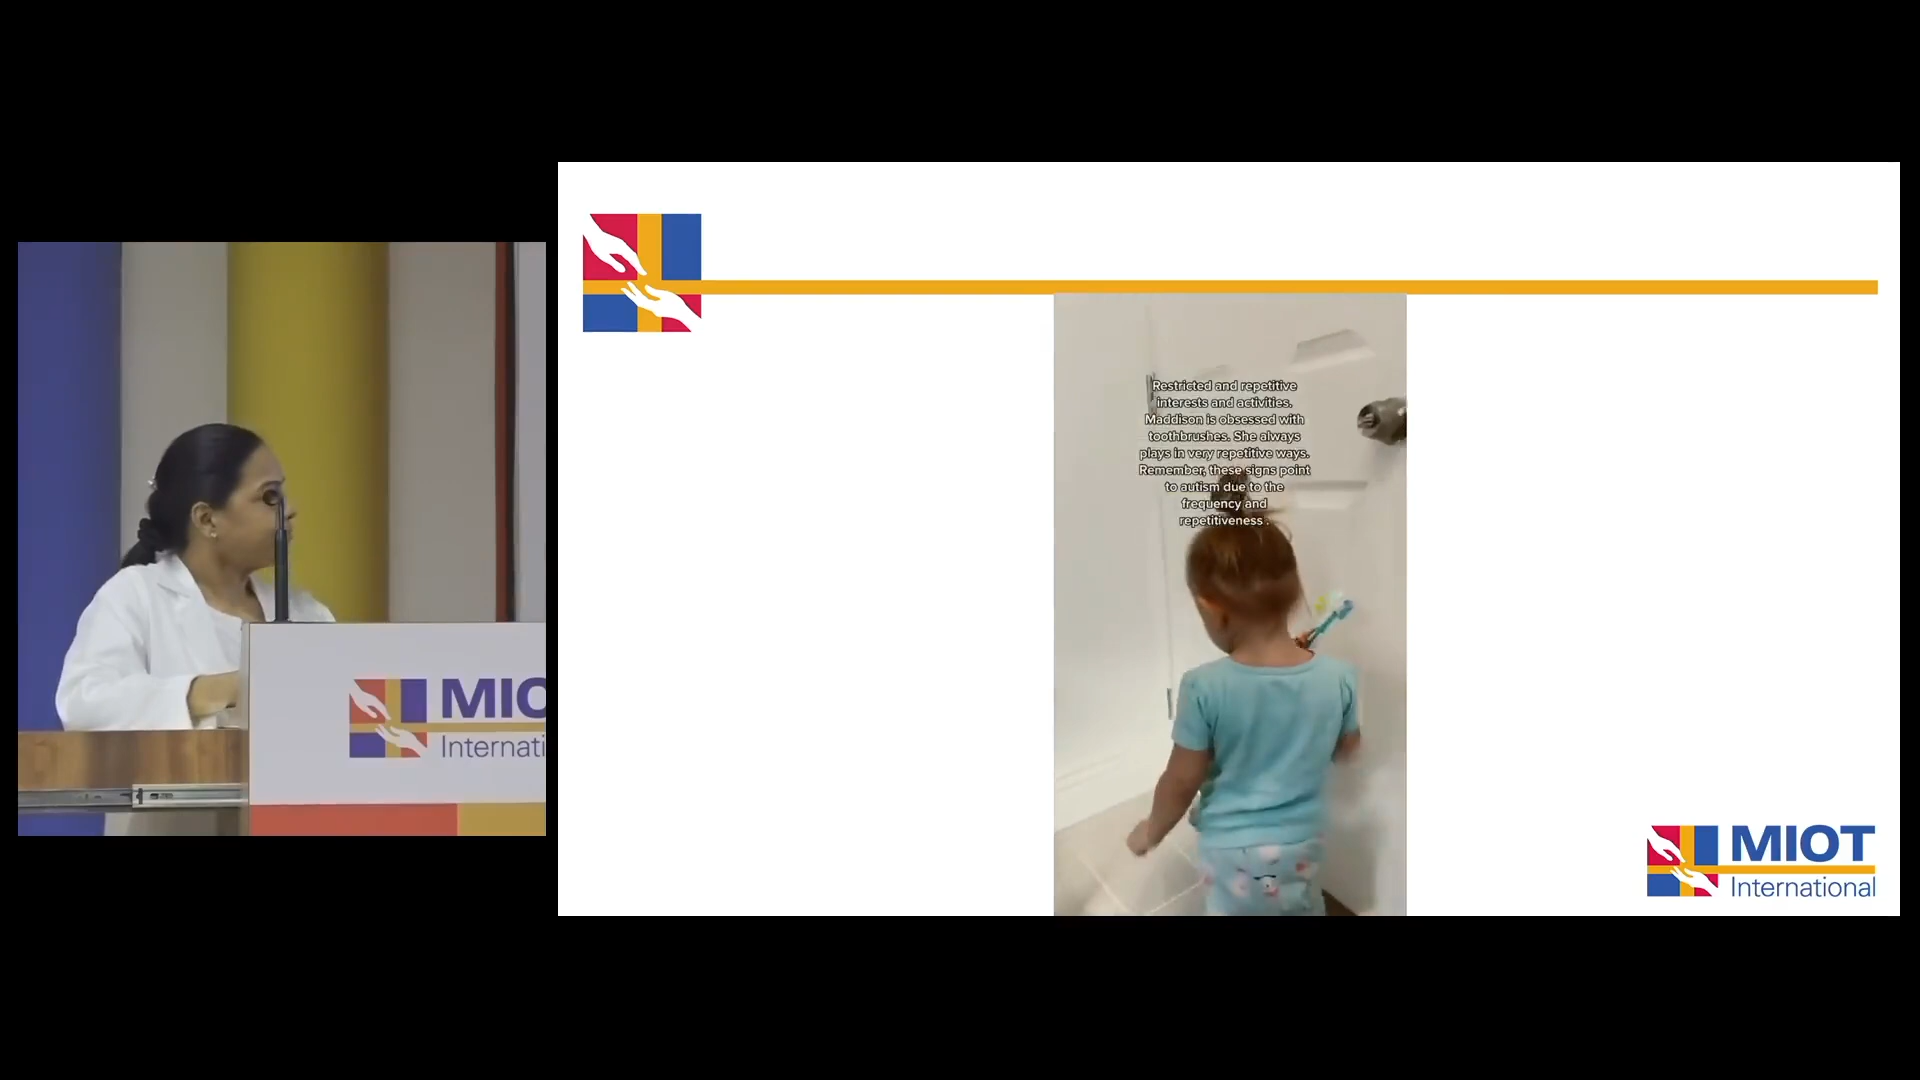 MIO
Internati
Restricted and repetitive
interests and activities.
Maddison is obsessed with
toothbrushes. She always
plays in very repetitive ways.
Remember, these signs point
to autism due to the
frequency and
repetitiveness .
MIOT
International